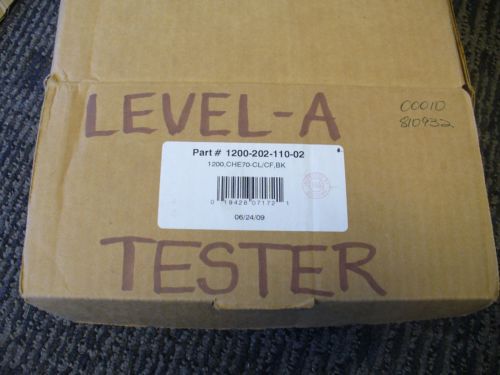 LEVEL-A
C0010
810932
Part # 1200-202-110-02
1200,CHE70-CL/CF,BK
0 19428 07172 1
06/24/09
TESTER